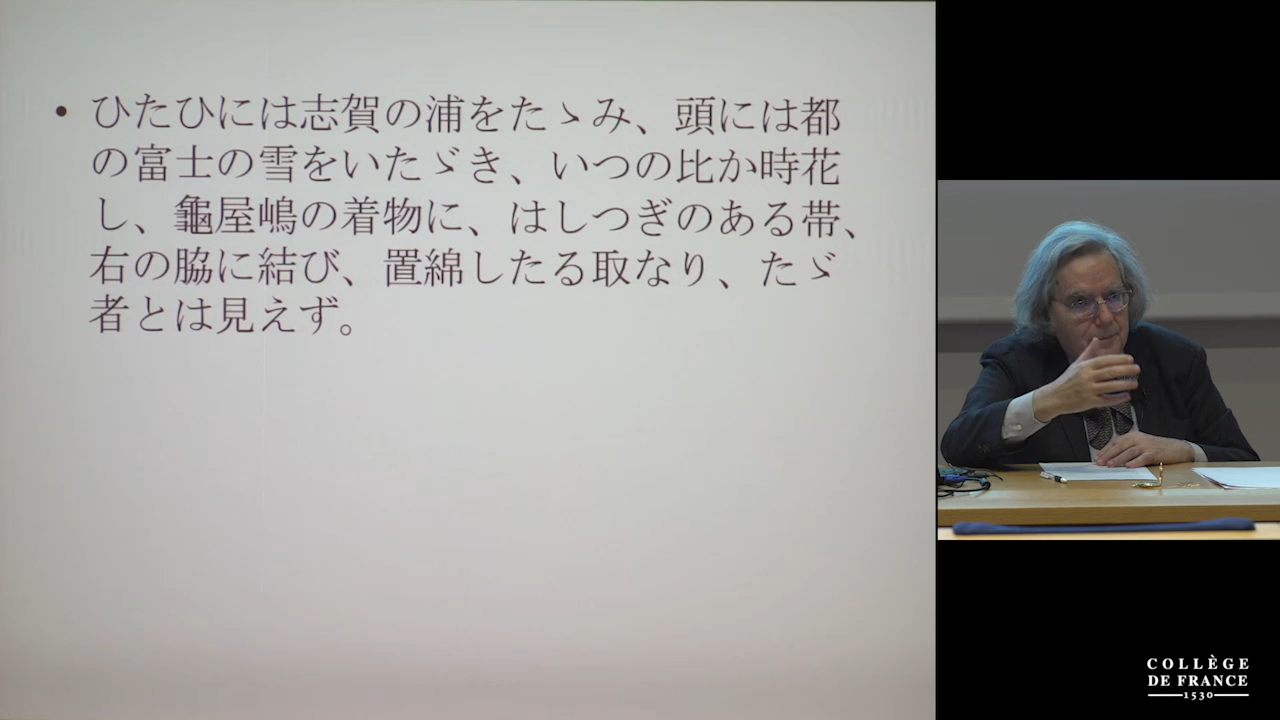 • ひたひには志賀の浦をたゝみ、頭には都
の富士の雪をいたゞき、いつの比か時花
し、龜屋嶋の着物に、はしつぎのある帯、
右の脇に結び、置綿したる取なり、たゞ
者とは見えず。
COLLÈGE
DE FRANCE
1530